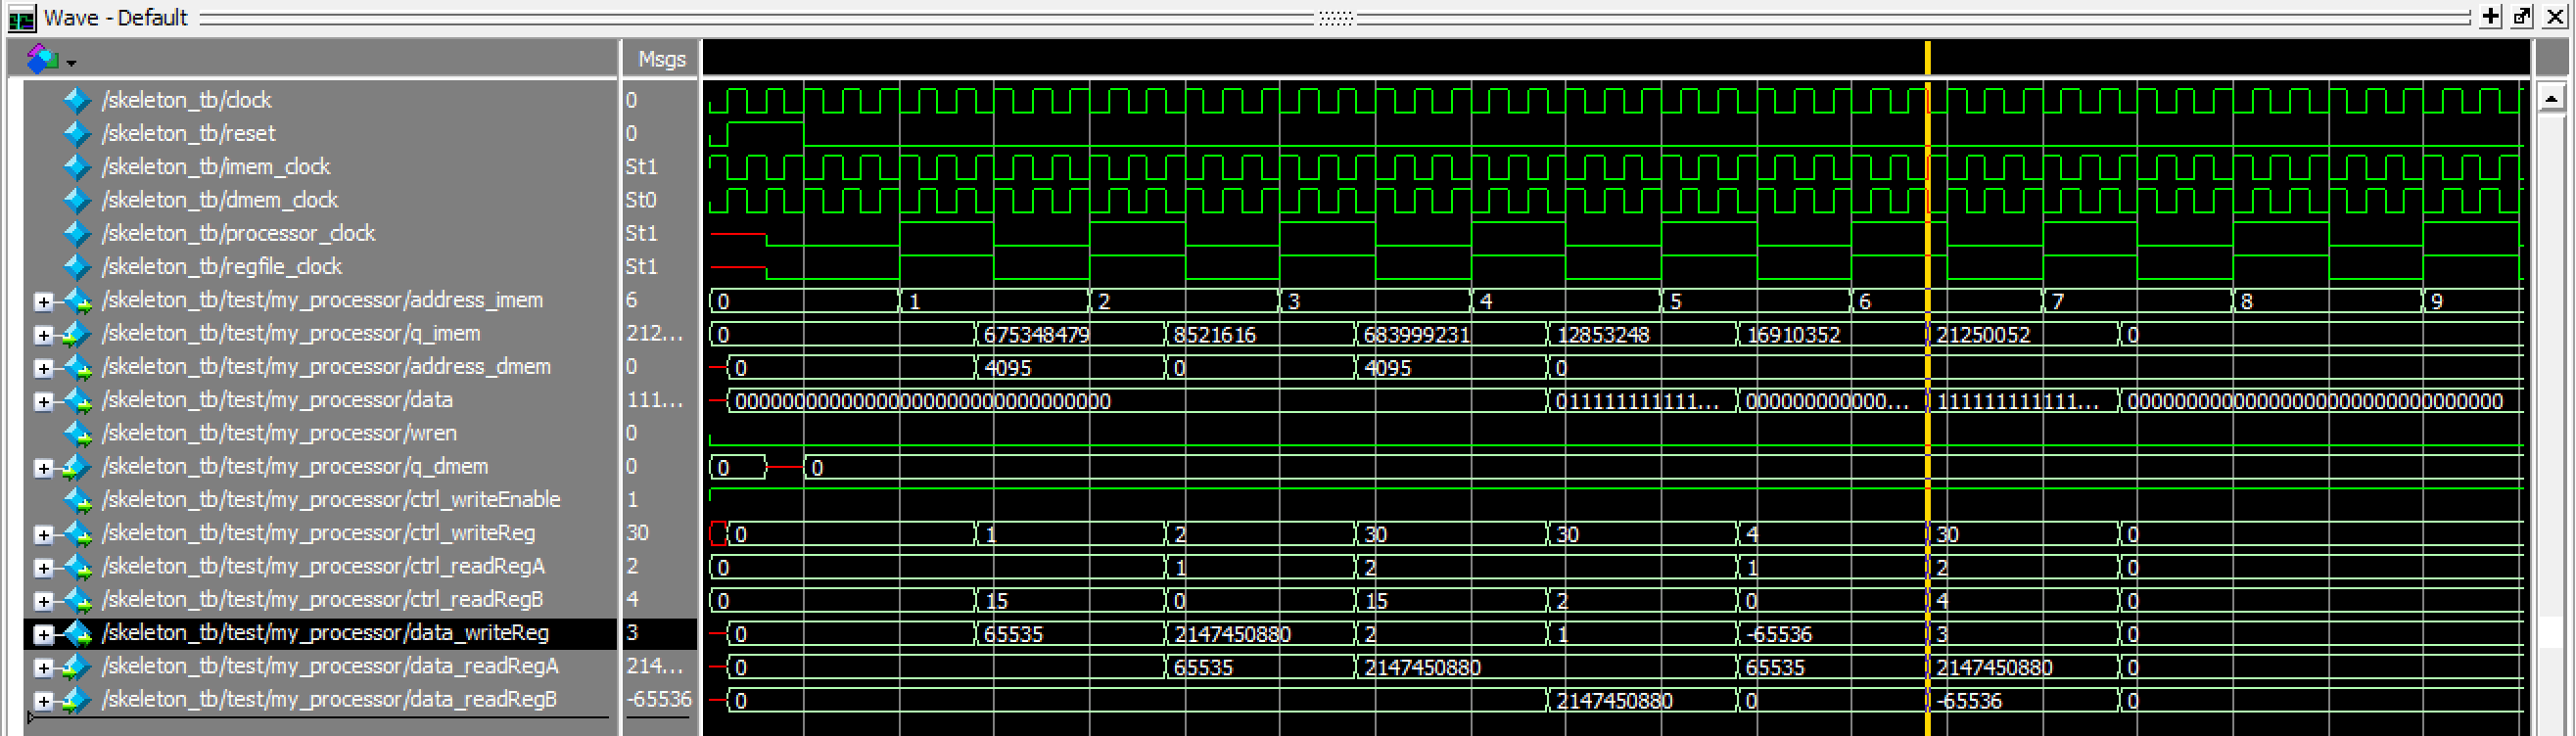 Wave - Default
Msgs
/skeleton_tb/clock 0
/skeleton_tb/reset 0
/skeleton_tb/imem_clock St1
/skeleton_tb/dmem_clock St0
/skeleton_tb/processor_clock St1
/skeleton_tb/regfile_clock St1
/skeleton_tb/test/my_processor/address_imem 6 0 1 2 3 4 5 6 7 8 9
/skeleton_tb/test/my_processor/q_imem 212... 0 675348479 8521616 683999231 12853248 16910352 21250052 0
/skeleton_tb/test/my_processor/address_dmem 0 0 4095 0 4095 0
/skeleton_tb/test/my_processor/data 111... 00000000000000000000000000000000 011111111111... 000000000000... 111111111111... 00000000000000000000000000000000
/skeleton_tb/test/my_processor/wren 0
/skeleton_tb/test/my_processor/q_dmem 0 0 0
/skeleton_tb/test/my_processor/ctrl_writeEnable 1
/skeleton_tb/test/my_processor/ctrl_writeReg 30 0 1 2 30 30 4 30 0
/skeleton_tb/test/my_processor/ctrl_readRegA 2 0 1 2 1 2 0
/skeleton_tb/test/my_processor/ctrl_readRegB 4 0 15 0 15 2 0 4 0
/skeleton_tb/test/my_processor/data_writeReg 3 0 65535 2147450880 2 1 -65536 3 0
/skeleton_tb/test/my_processor/data_readRegA 214... 0 65535 2147450880 65535 2147450880 0
/skeleton_tb/test/my_processor/data_readRegB -65536 0 2147450880 0 -65536 0